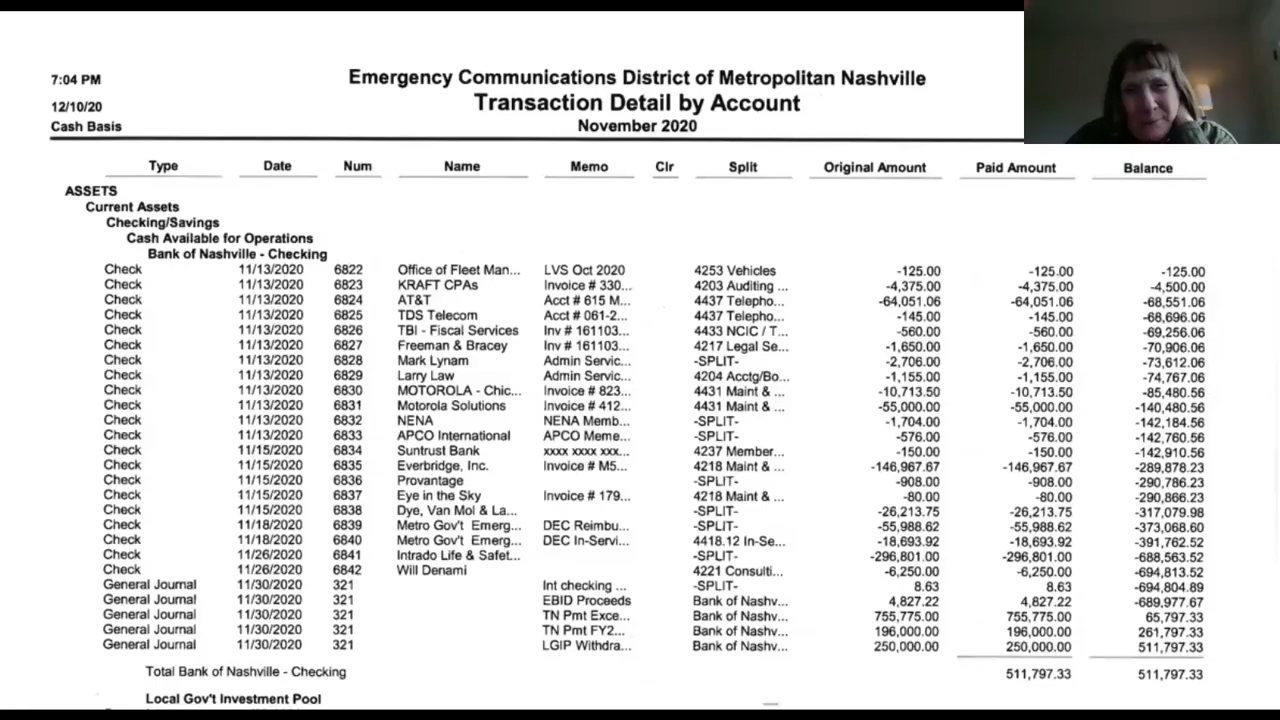 7:04 PM
12/10/20
Cash Basis
Emergency Communications District of Metropolitan Nashville
Transaction Detail by Account
November 2020
Type Date Num Name Memo Clr Split Original Amount Paid Amount Balance
ASSETS
Current Assets
Checking/Savings
Cash Available for Operations
Bank of Nashville - Checking
Check 11/13/2020 6822 Office of Fleet Man... LVS Oct 2020 4253 Vehicles -125.00 -125.00 -125.00
Check 11/13/2020 6823 KRAFT CPAs Invoice # 330... 4203 Auditing ... -4,375.00 -4,375.00 -4,500.00
Check 11/13/2020 6824 AT&T Acct # 615 M... 4437 Telepho... -64,051.06 -64,051.06 -68,551.06
Check 11/13/2020 6825 TDS Telecom Acct # 061-2... 4437 Telepho... -145.00 -145.00 -68,696.06
Check 11/13/2020 6826 TBI - Fiscal Services Inv # 161103... 4433 NCIC / T... -560.00 -560.00 -69,256.06
Check 11/13/2020 6827 Freeman & Bracey Inv # 161103... 4217 Legal Se... -1,650.00 -1,650.00 -70,906.06
Check 11/13/2020 6828 Mark Lynam Admin Servic... -SPLIT- -2,706.00 -2,706.00 -73,612.06
Check 11/13/2020 6829 Larry Law Admin Servic... 4204 Acctg/Bo... -1,155.00 -1,155.00 -74,767.06
Check 11/13/2020 6830 MOTOROLA - Chic... Invoice # 823... 4431 Maint & ... -10,713.50 -10,713.50 -85,480.56
Check 11/13/2020 6831 Motorola Solutions Invoice # 412... 4431 Maint & ... -55,000.00 -55,000.00 -140,480.56
Check 11/13/2020 6832 NENA NENA Memb... -SPLIT- -1,704.00 -1,704.00 -142,184.56
Check 11/13/2020 6833 APCO International APCO Meme... -SPLIT- -576.00 -576.00 -142,760.56
Check 11/15/2020 6834 Suntrust Bank xxxx xxxx xxx... 4237 Member... -150.00 -150.00 -142,910.56
Check 11/15/2020 6835 Everbridge, Inc. Invoice # M5... 4218 Maint & ... -146,967.67 -146,967.67 -289,878.23
Check 11/15/2020 6836 Provantage -SPLIT- -908.00 -908.00 -290,786.23
Check 11/15/2020 6837 Eye in the Sky Invoice # 179... 4218 Maint & ... -80.00 -80.00 -290,866.23
Check 11/15/2020 6838 Dye, Van Mol & La... -SPLIT- -26,213.75 -26,213.75 -317,079.98
Check 11/18/2020 6839 Metro Gov't Emerg... DEC Reimbu... -SPLIT- -55,988.62 -55,988.62 -373,068.60
Check 11/18/2020 6840 Metro Gov't Emerg... DEC In-Servi... 4418.12 In-Se... -18,693.92 -18,693.92 -391,762.52
Check 11/26/2020 6841 Intrado Life & Safet... -SPLIT- -296,801.00 -296,801.00 -688,563.52
Check 11/26/2020 6842 Will Denami 4221 Consulti... -6,250.00 -6,250.00 -694,813.52
General Journal 11/30/2020 321 Int checking ... -SPLIT- 8.63 8.63 -694,804.89
General Journal 11/30/2020 321 EBID Proceeds Bank of Nashv... 4,827.22 4,827.22 -689,977.67
General Journal 11/30/2020 321 TN Pmt Exce... Bank of Nashv... 755,775.00 755,775.00 65,797.33
General Journal 11/30/2020 321 TN Pmt FY2... Bank of Nashv... 196,000.00 196,000.00 261,797.33
General Journal 11/30/2020 321 LGIP Withdra... Bank of Nashv... 250,000.00 250,000.00 511,797.33
Total Bank of Nashville - Checking 511,797.33 511,797.33
Local Gov't Investment Pool